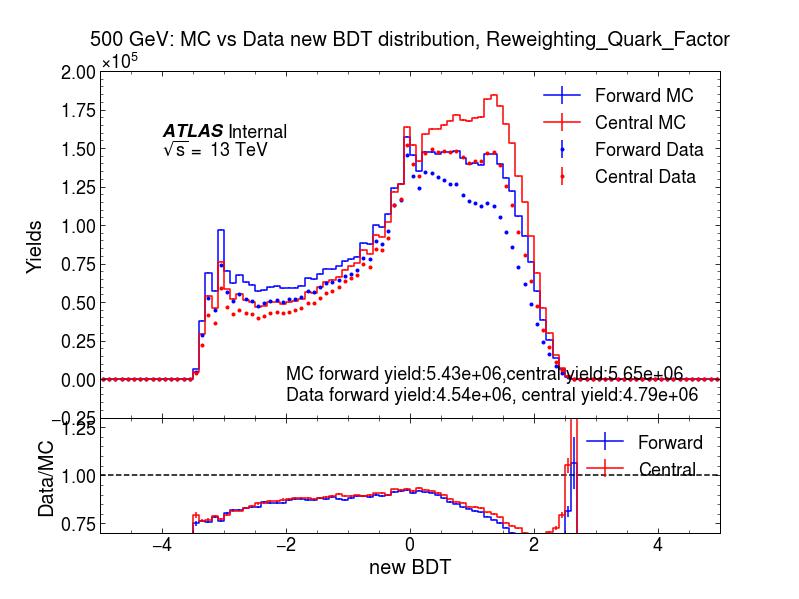 500 GeV: MC vs Data new BDT distribution, Reweighting_Quark_Factor
×10⁵
2.00
1.75
1.50
1.25
1.00
0.75
0.50
0.25
0.00
−0.25
Yields
ATLAS Internal
√s = 13 TeV
Forward MC
Central MC
Forward Data
Central Data
MC forward yield:5.43e+06,central yield:5.65e+06
Data forward yield:4.54e+06, central yield:4.79e+06
1.25
1.00
0.75
Data/MC
Forward
Central
−4 −2 0 2 4
new BDT